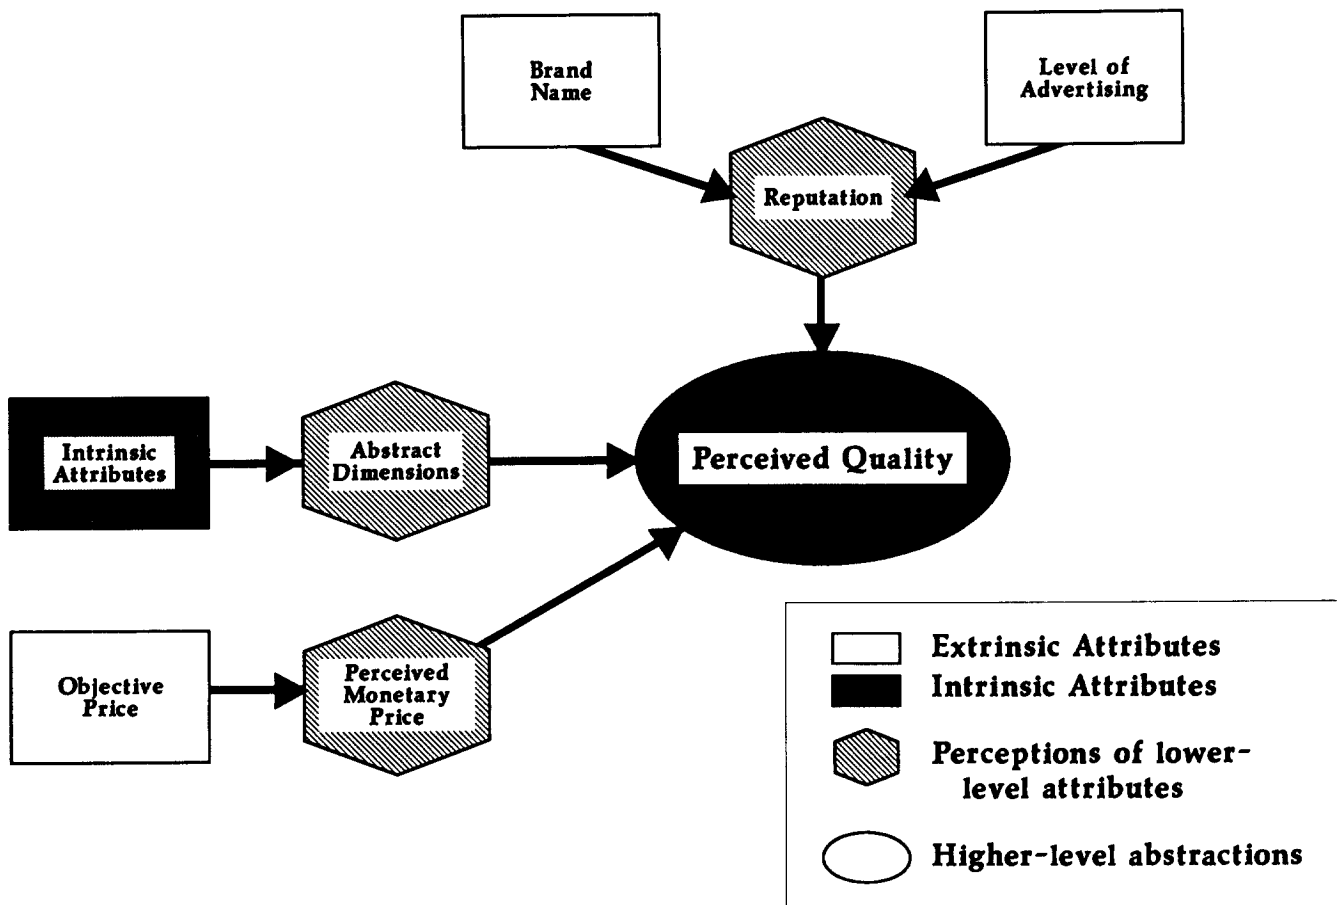 Brand
Name
Level of
Advertising
Reputation
Intrinsic
Attributes
Abstract
Dimensions
Perceived Quality
Objective
Price
Perceived
Monetary
Price
Extrinsic Attributes
Intrinsic Attributes
Perceptions of lower-
level attributes
Higher-level abstractions